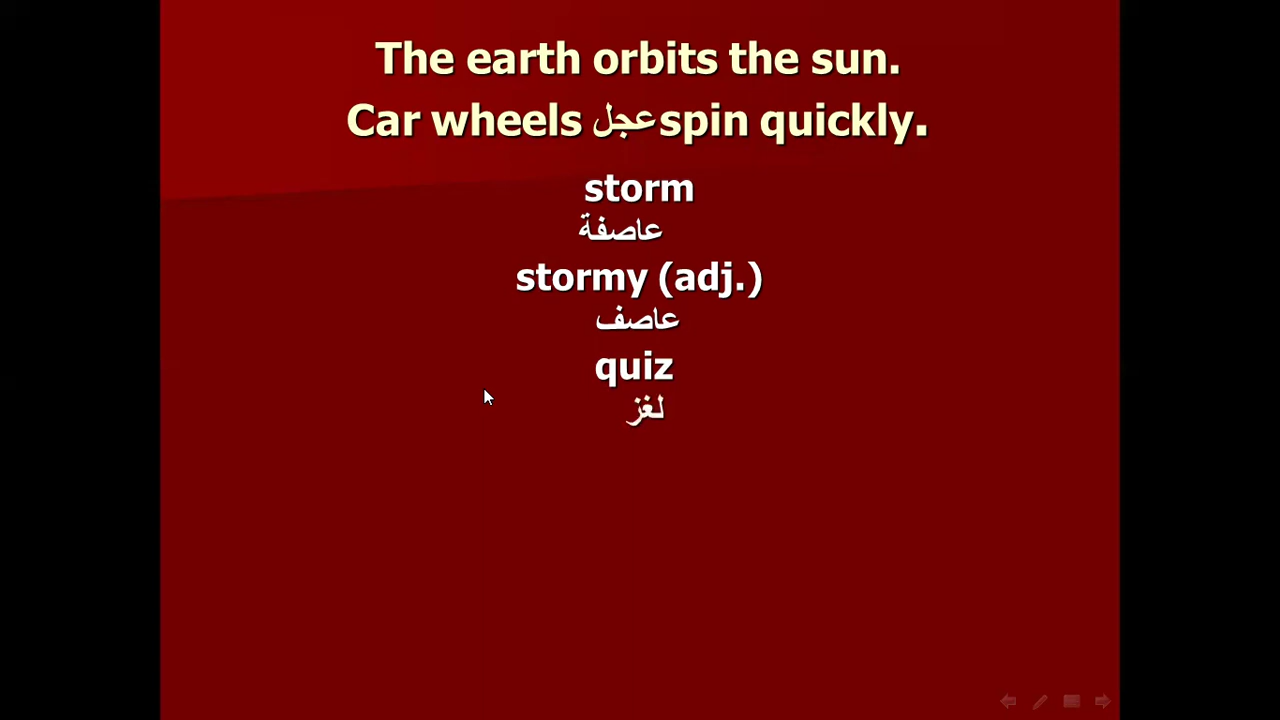 The earth orbits the sun.
Car wheels عجل spin quickly.
storm
عاصفة
stormy (adj.)
عاصف
quiz
لغز